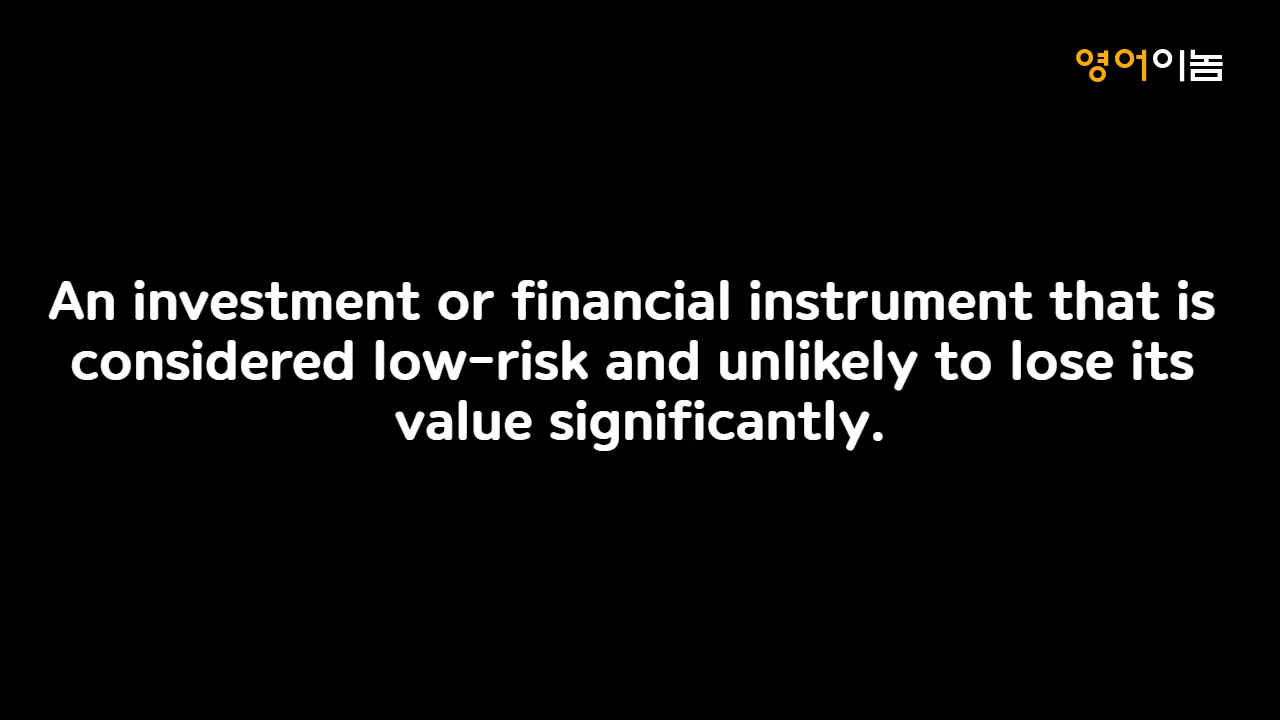 영어이놈
An investment or financial instrument that is
considered low-risk and unlikely to lose its
value significantly.